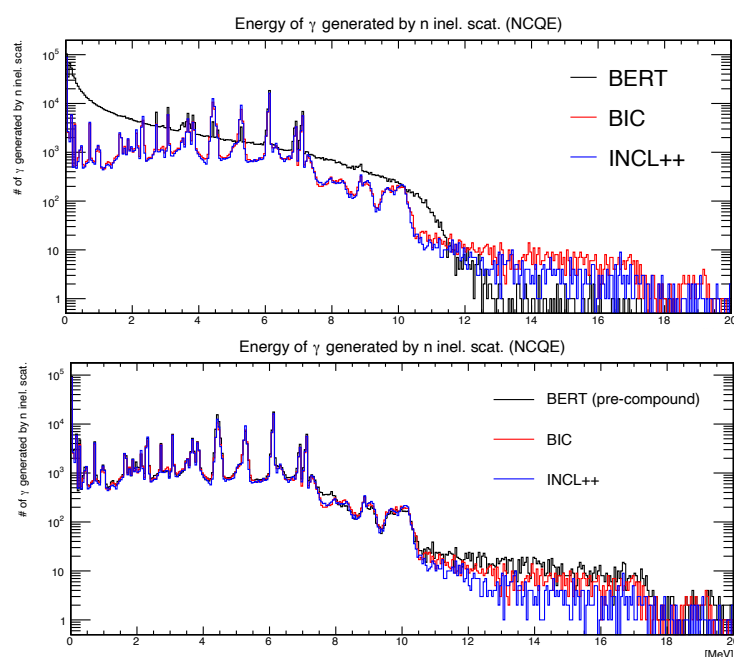 Energy of γ generated by n inel. scat. (NCQE)
# of γ generated by n inel. scat.
10⁵
10⁴
10³
10²
10
1
BERT
BIC
INCL++
0 2 4 6 8 10 12 14 16 18 20
Energy of γ generated by n inel. scat. (NCQE)
# of γ generated by n inel. scat.
10⁵
10⁴
10³
10²
10
1
BERT (pre-compound)
BIC
INCL++
0 2 4 6 8 10 12 14 16 18 20
[MeV]